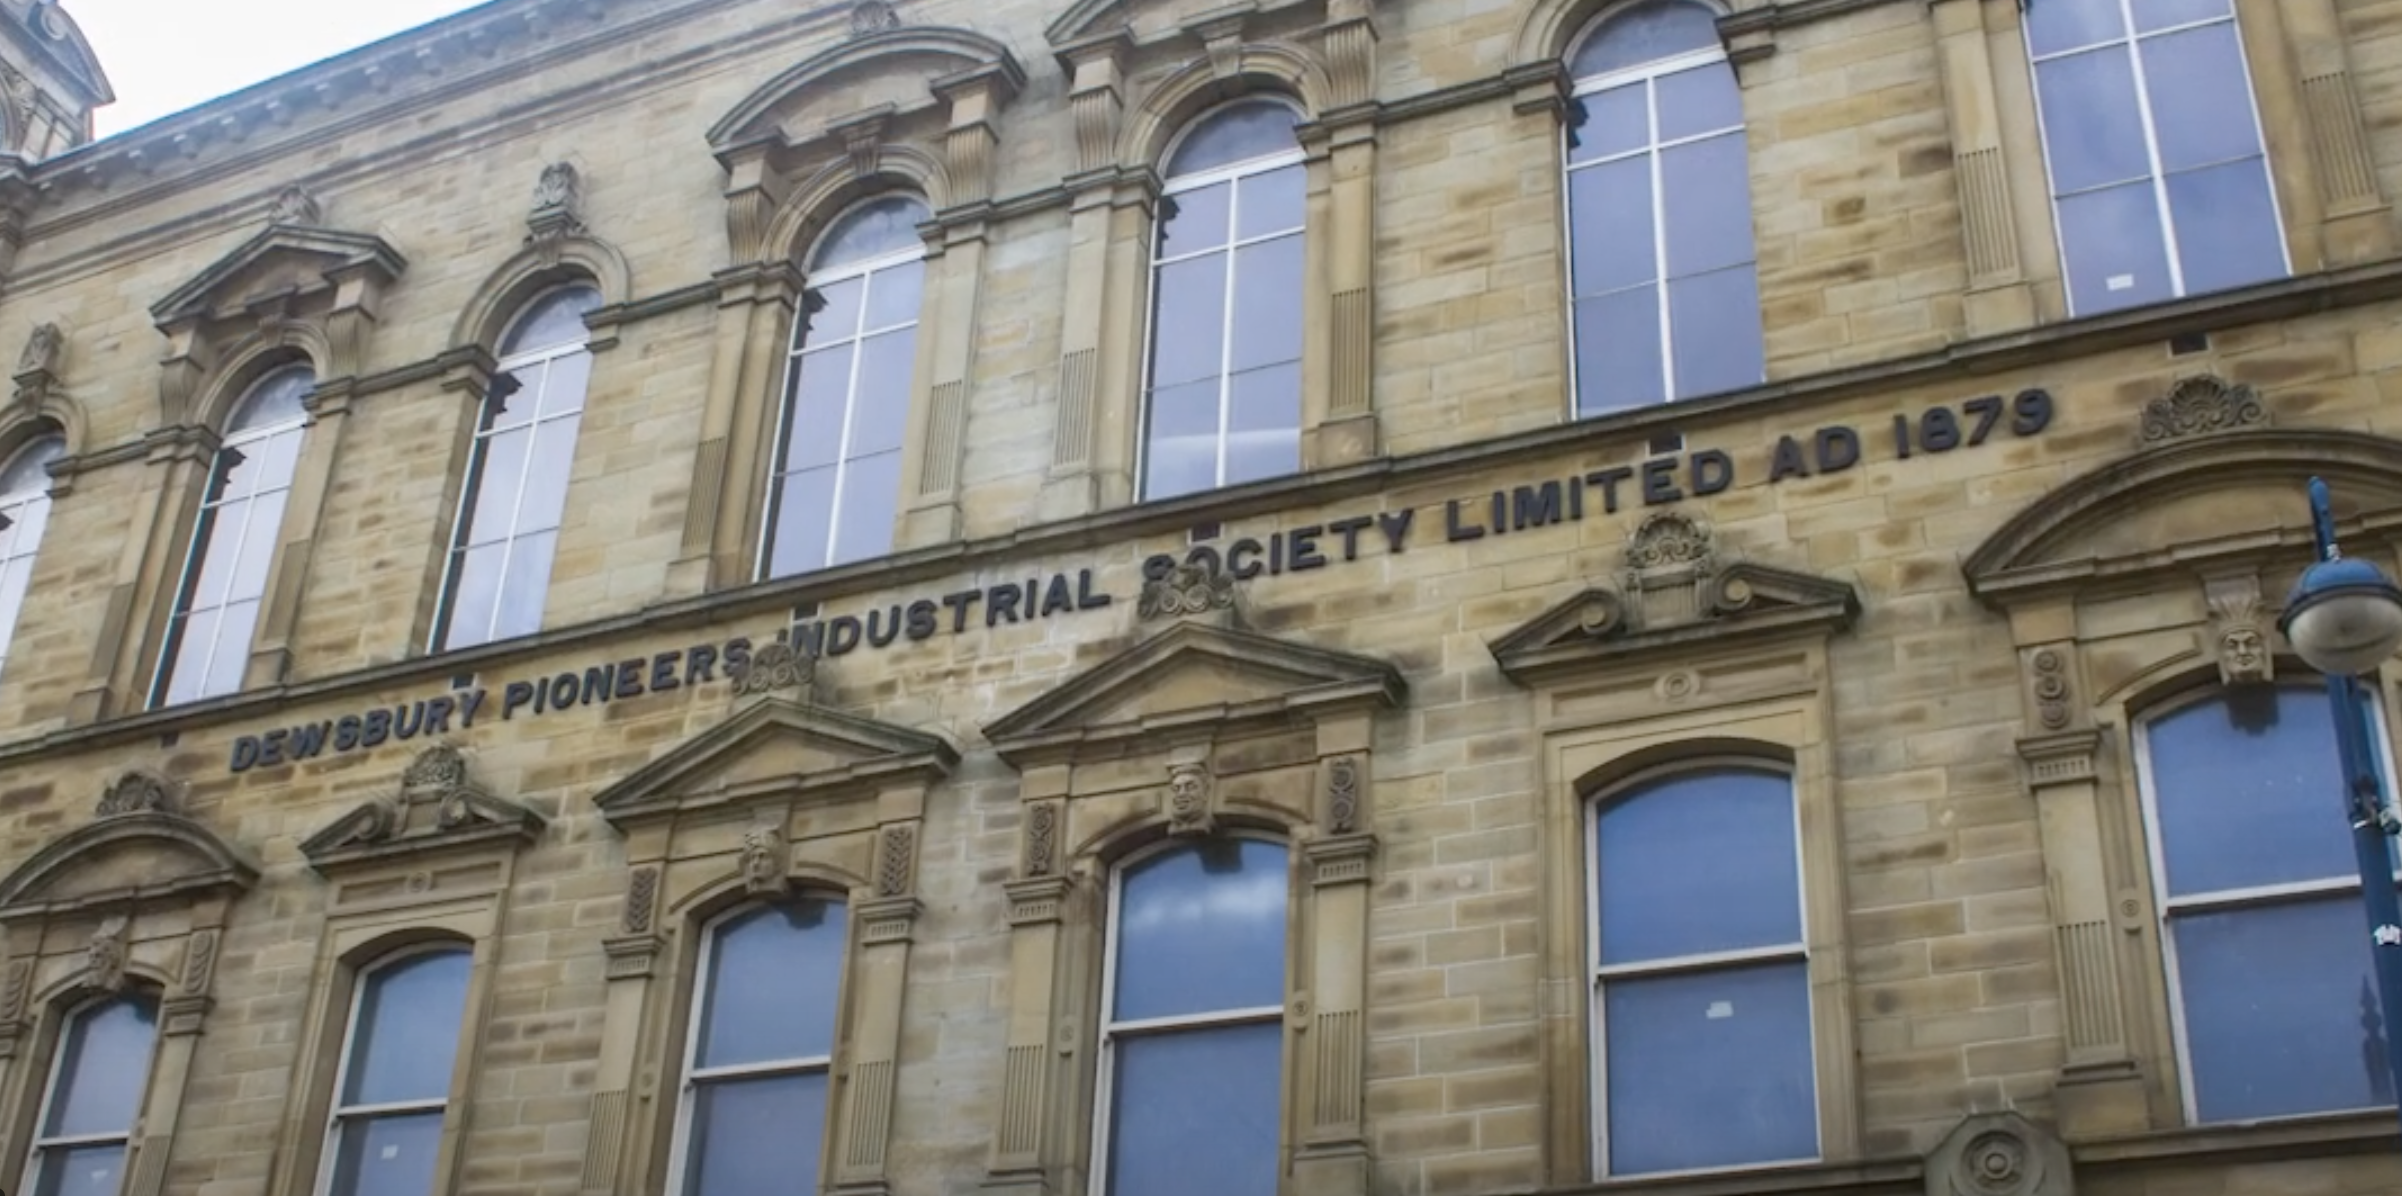 DEWSBURY PIONEERS INDUSTRIAL SOCIETY LIMITED AD 1879